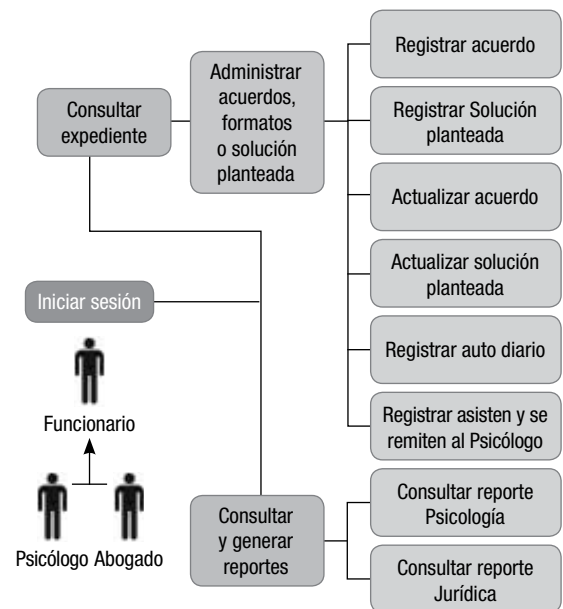 Consultar
expediente
Administrar
acuerdos,
formatos
o solución
planteada
Registrar acuerdo
Registrar Solución
planteada
Actualizar acuerdo
Actualizar solución
planteada
Registrar auto diario
Registrar asisten y se
remiten al Psicólogo
Iniciar sesión
Funcionario
Psicólogo Abogado
Consultar
y generar
reportes
Consultar reporte
Psicología
Consultar reporte
Jurídica